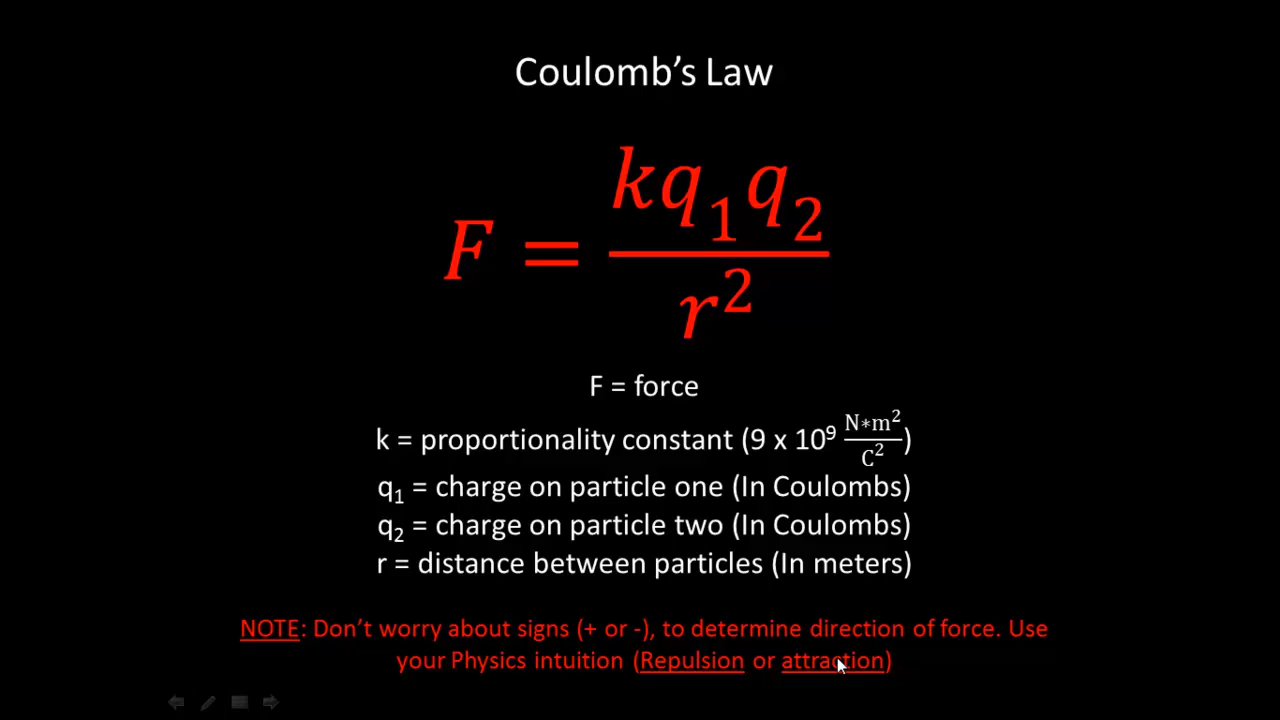 Coulomb's Law
F = kq₁q₂/r²
F = force
k = proportionality constant (9 x 10⁹ N∗m²/C²)
q₁ = charge on particle one (In Coulombs)
q₂ = charge on particle two (In Coulombs)
r = distance between particles (In meters)
NOTE: Don't worry about signs (+ or -), to determine direction of force. Use
your Physics intuition (Repulsion or attraction)